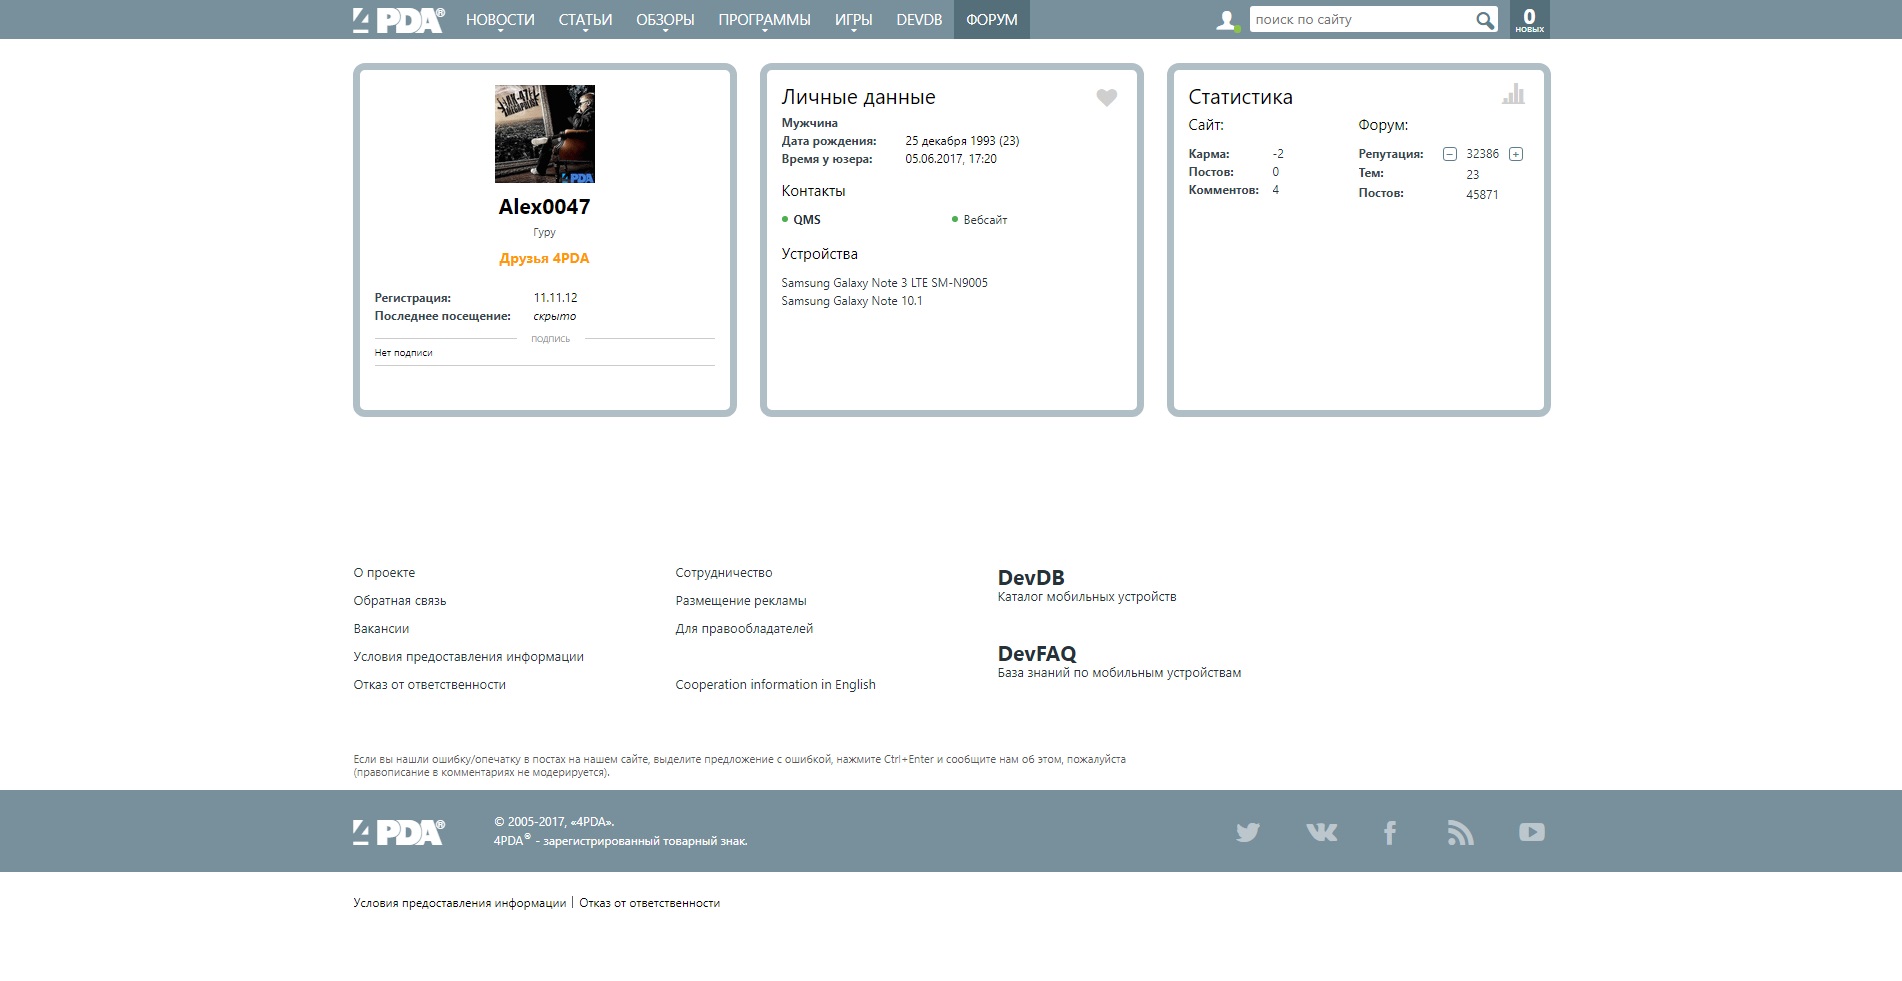 4PDA®
НОВОСТИ
СТАТЬИ
ОБЗОРЫ
ПРОГРАММЫ
ИГРЫ
DEVDB
ФОРУМ
поиск по сайту
0
НОВЫХ
АК-47
MEGAPOLICE
4PDA
Alex0047
Гуру
Друзья 4PDA
Регистрация: 11.11.12
Последнее посещение: скрыто
подпись
Нет подписи
Личные данные
Мужчина
Дата рождения: 25 декабря 1993 (23)
Время у юзера: 05.06.2017, 17:20
Контакты
QMS Вебсайт
Устройства
Samsung Galaxy Note 3 LTE SM-N9005
Samsung Galaxy Note 10.1
Статистика
Сайт:
Карма: -2
Постов: 0
Комментов: 4
Форум:
Репутация: 32386
Тем: 23
Постов: 45871
О проекте
Обратная связь
Вакансии
Условия предоставления информации
Отказ от ответственности
Сотрудничество
Размещение рекламы
Для правообладателей
Cooperation information in English
DevDB
Каталог мобильных устройств
DevFAQ
База знаний по мобильным устройствам
Если вы нашли ошибку/опечатку в постах на нашем сайте, выделите предложение с ошибкой, нажмите Ctrl+Enter и сообщите нам об этом, пожалуйста
(правописание в комментариях не модерируется).
4PDA®
© 2005-2017, «4PDA».
4PDA® - зарегистрированный товарный знак.
Условия предоставления информации | Отказ от ответственности